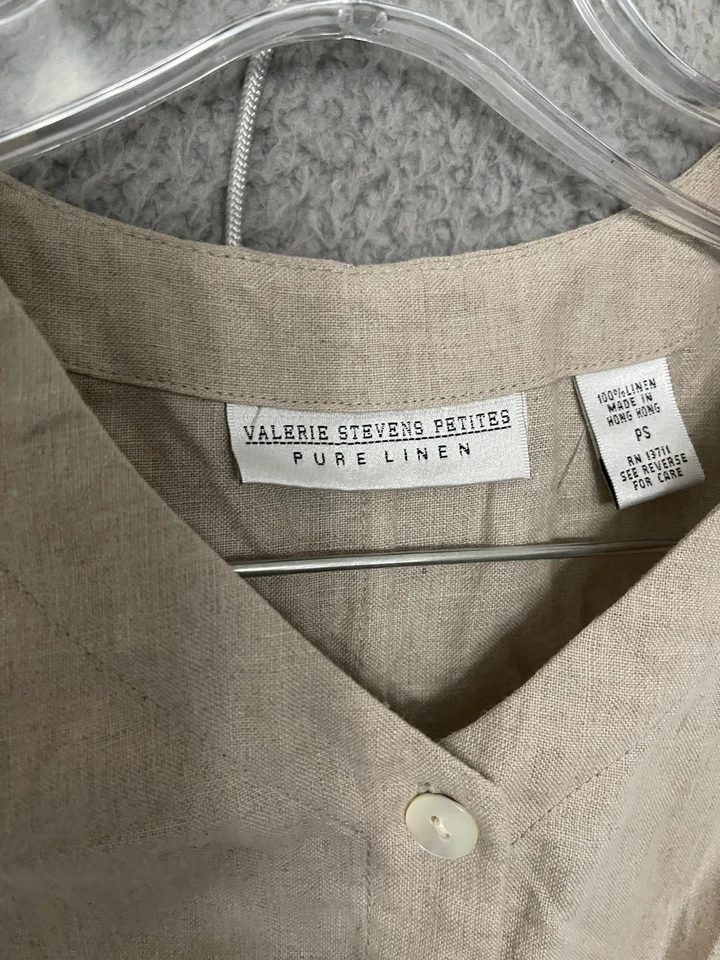 VALERIE STEVENS PETITES
PURE LINEN
100% LINEN
MADE IN
HONG KONG
PS
RN 13711
SEE REVERSE
FOR CARE